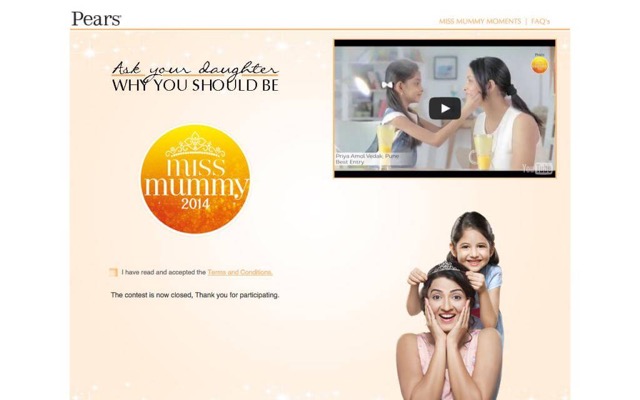 Pears
MISS MUMMY MOMENTS | FAQ's
Ask your daughter
WHY YOU SHOULD BE
miss
mummy
2014
Pears
Priya Amol Vedak, Pune
Best Entry
YouTube
I have read and accepted the Terms and Conditions.
The contest is now closed, Thank you for participating.